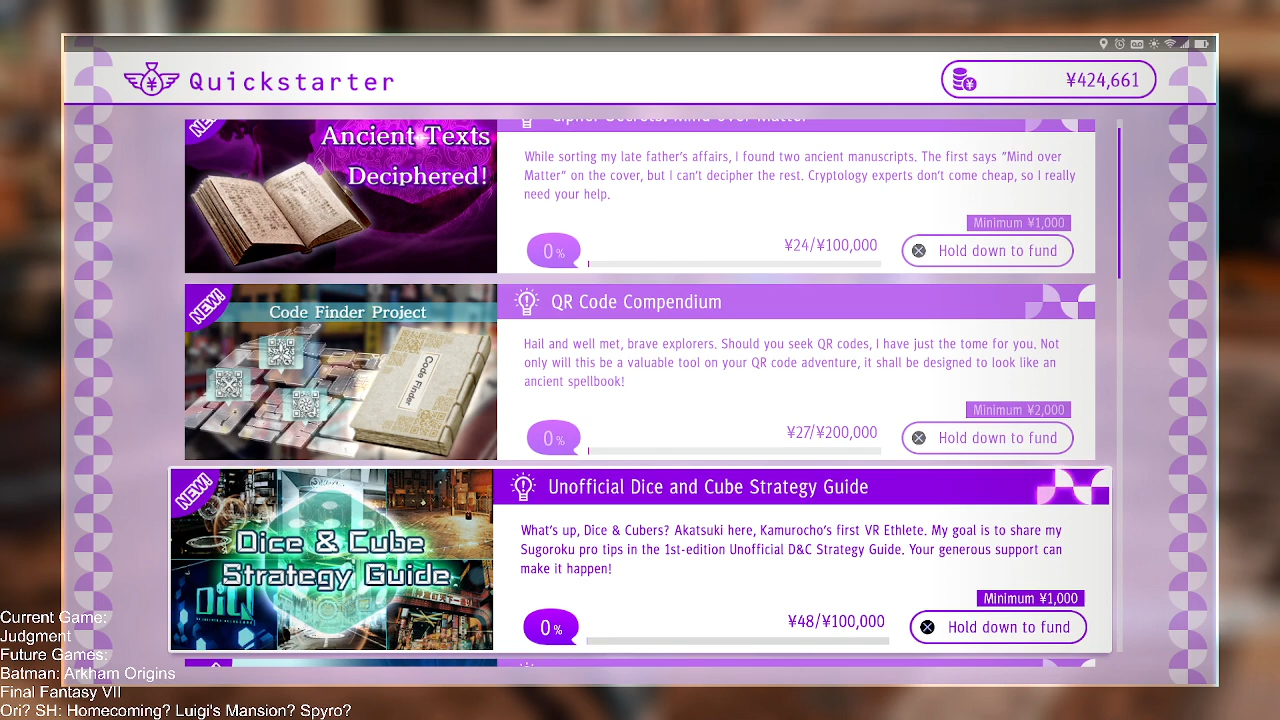 Quickstarter
¥424,661
NEW!
Ancient Texts
Deciphered!
Cipher Secrets: Mind over Matter
While sorting my late father's affairs, I found two ancient manuscripts. The first says "Mind over
Matter" on the cover, but I can't decipher the rest. Cryptology experts don't come cheap, so I really
need your help.
Minimum ¥1,000
0%
¥24/¥100,000
Hold down to fund
NEW!
Code Finder Project
Code Finder
QR Code Compendium
Hail and well met, brave explorers. Should you seek QR codes, I have just the tome for you. Not
only will this be a valuable tool on your QR code adventure, it shall be designed to look like an
ancient spellbook!
Minimum ¥2,000
0%
¥27/¥200,000
Hold down to fund
NEW!
Dice & Cube
Strategy Guide
Unofficial Dice and Cube Strategy Guide
What's up, Dice & Cubers? Akatsuki here, Kamurocho's first VR Ethlete. My goal is to share my
Sugoroku pro tips in the 1st-edition Unofficial D&C Strategy Guide. Your generous support can
make it happen!
Minimum ¥1,000
0%
¥48/¥100,000
Hold down to fund
Current Game:
Judgment
Future Games:
Batman: Arkham Origins
Final Fantasy VII
Ori? SH: Homecoming? Luigi's Mansion? Spyro?